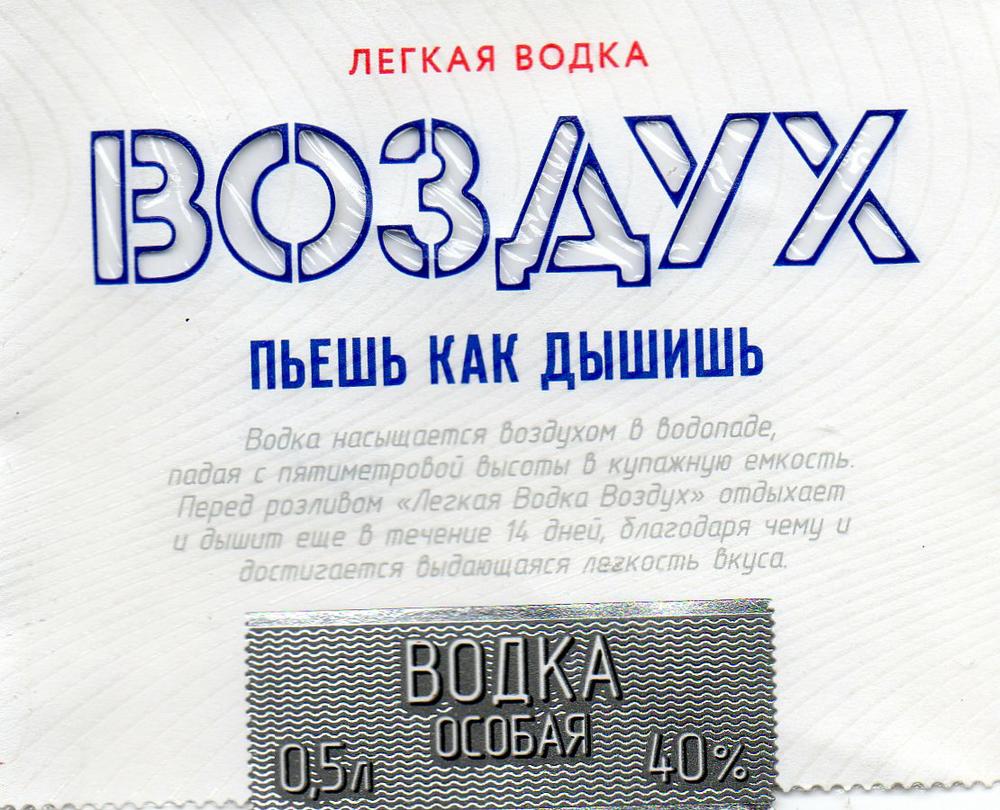 ЛЕГКАЯ ВОДКА
ВОЗДУХ
ПЬЕШЬ КАК ДЫШИШЬ
Водка насыщается воздухом в водопаде,
падая с пятиметровой высоты в купажную емкость.
Перед розливом «Легкая Водка Воздух» отдыхает
и дышит еще в течение 14 дней, благодаря чему и
достигается выдающаяся легкость вкуса.
ВОДКА
ОСОБАЯ
0,5л 40%